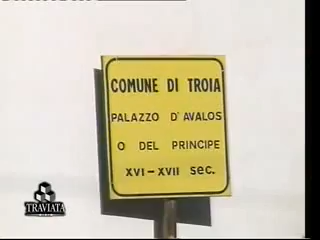 COMUNE DI TROIA
PALAZZO D'AVALOS
O DEL PRINCIPE
XVI-XVII sec.
TRAVIATA